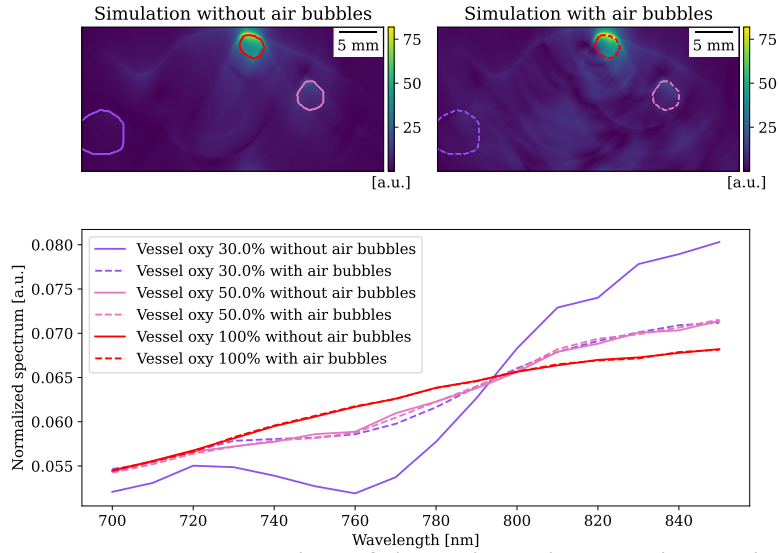 Simulation without air bubbles
Simulation with air bubbles
5 mm
75
50
25
[a.u.]
5 mm
75
50
25
[a.u.]
Normalized spectrum [a.u.]
0.080
0.075
0.070
0.065
0.060
0.055
Vessel oxy 30.0% without air bubbles
Vessel oxy 30.0% with air bubbles
Vessel oxy 50.0% without air bubbles
Vessel oxy 50.0% with air bubbles
Vessel oxy 100% without air bubbles
Vessel oxy 100% with air bubbles
700 720 740 760 780 800 820 840
Wavelength [nm]